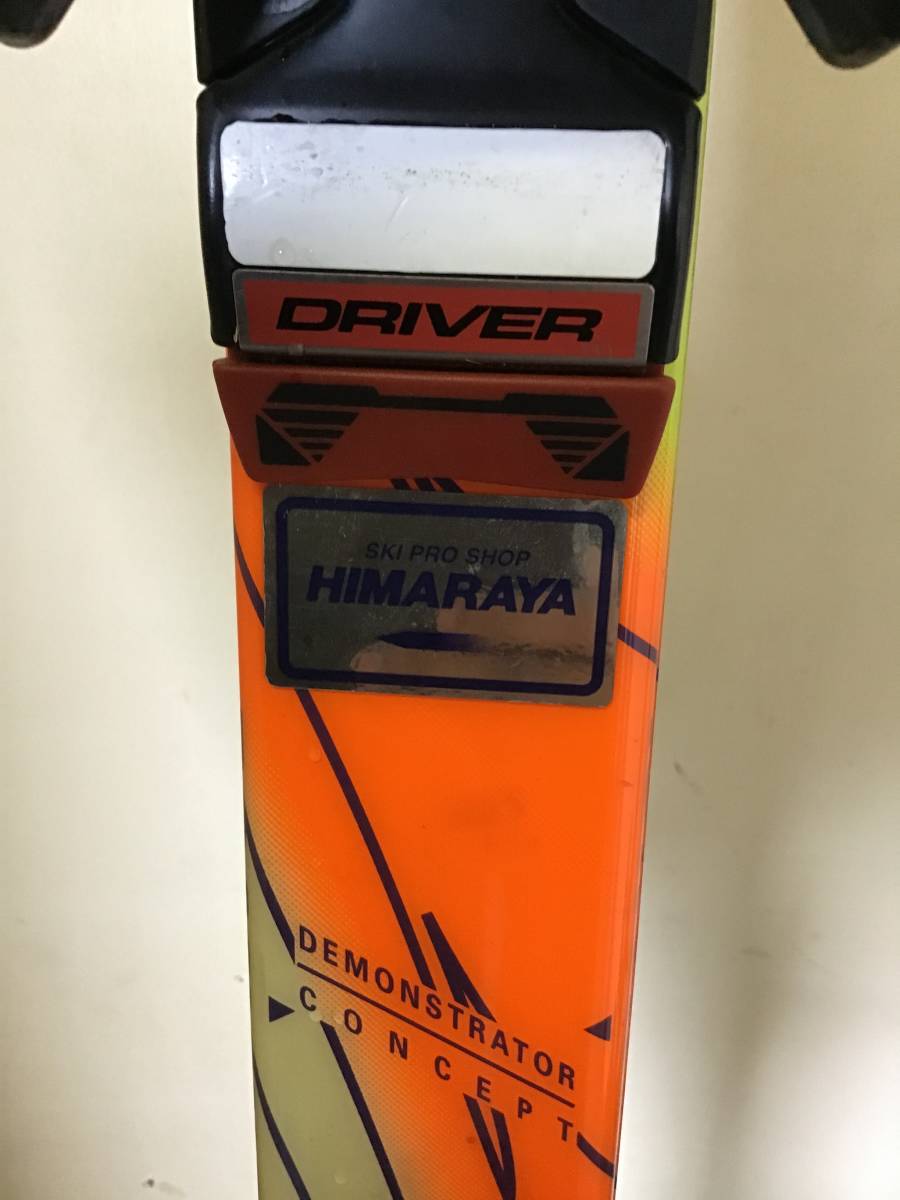 DRIVER
SKI PRO SHOP
HIMARAYA
DEMONSTRATOR
CONCEPT